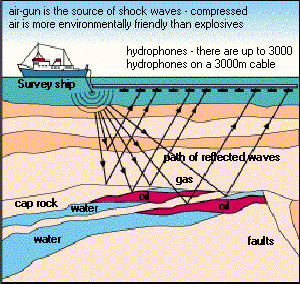 air-gun is the source of shock waves - compressed
air is more environmentally friendly than explosives
hydrophones - there are up to 3000
hydrophones on a 3000m cable
Survey ship
path of reflected waves
gas
oil
cap rock
water
oil
water
faults